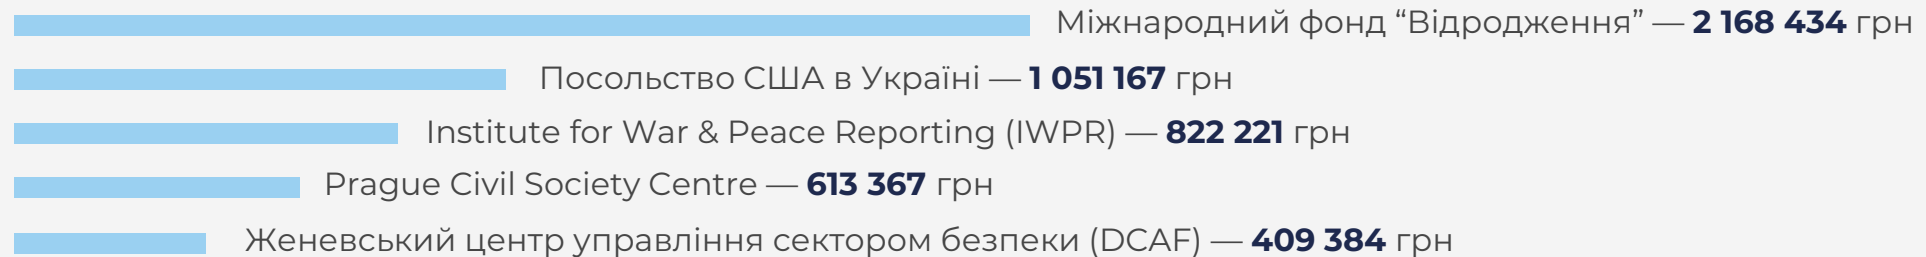 Міжнародний фонд “Відродження” — 2 168 434 грн
Посольство США в Україні — 1 051 167 грн
Institute for War & Peace Reporting (IWPR) — 822 221 грн
Prague Civil Society Centre — 613 367 грн
Женевський центр управління сектором безпеки (DCAF) — 409 384 грн